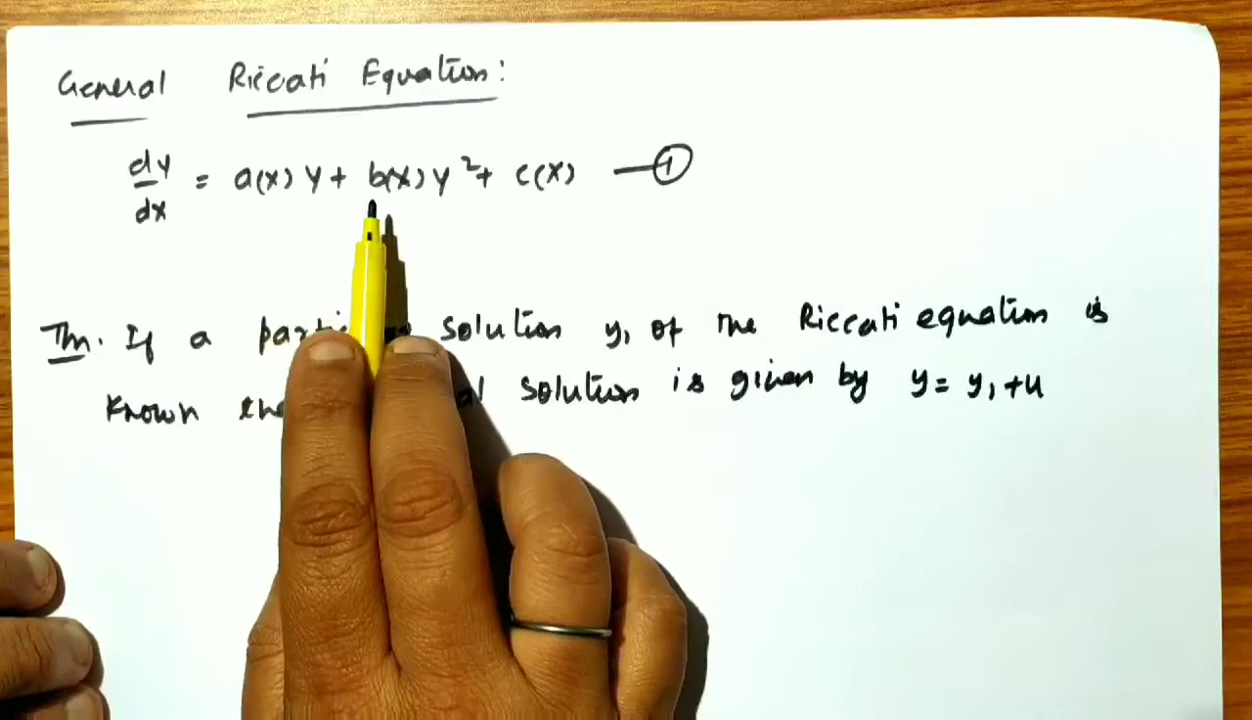 General Riccati Equation:
dy/dx = a(x) y + b(x) y² + c(x) —①
Thm. If a solution y₁ of the Riccati equation is
Known solution is given by y = y₁ + u